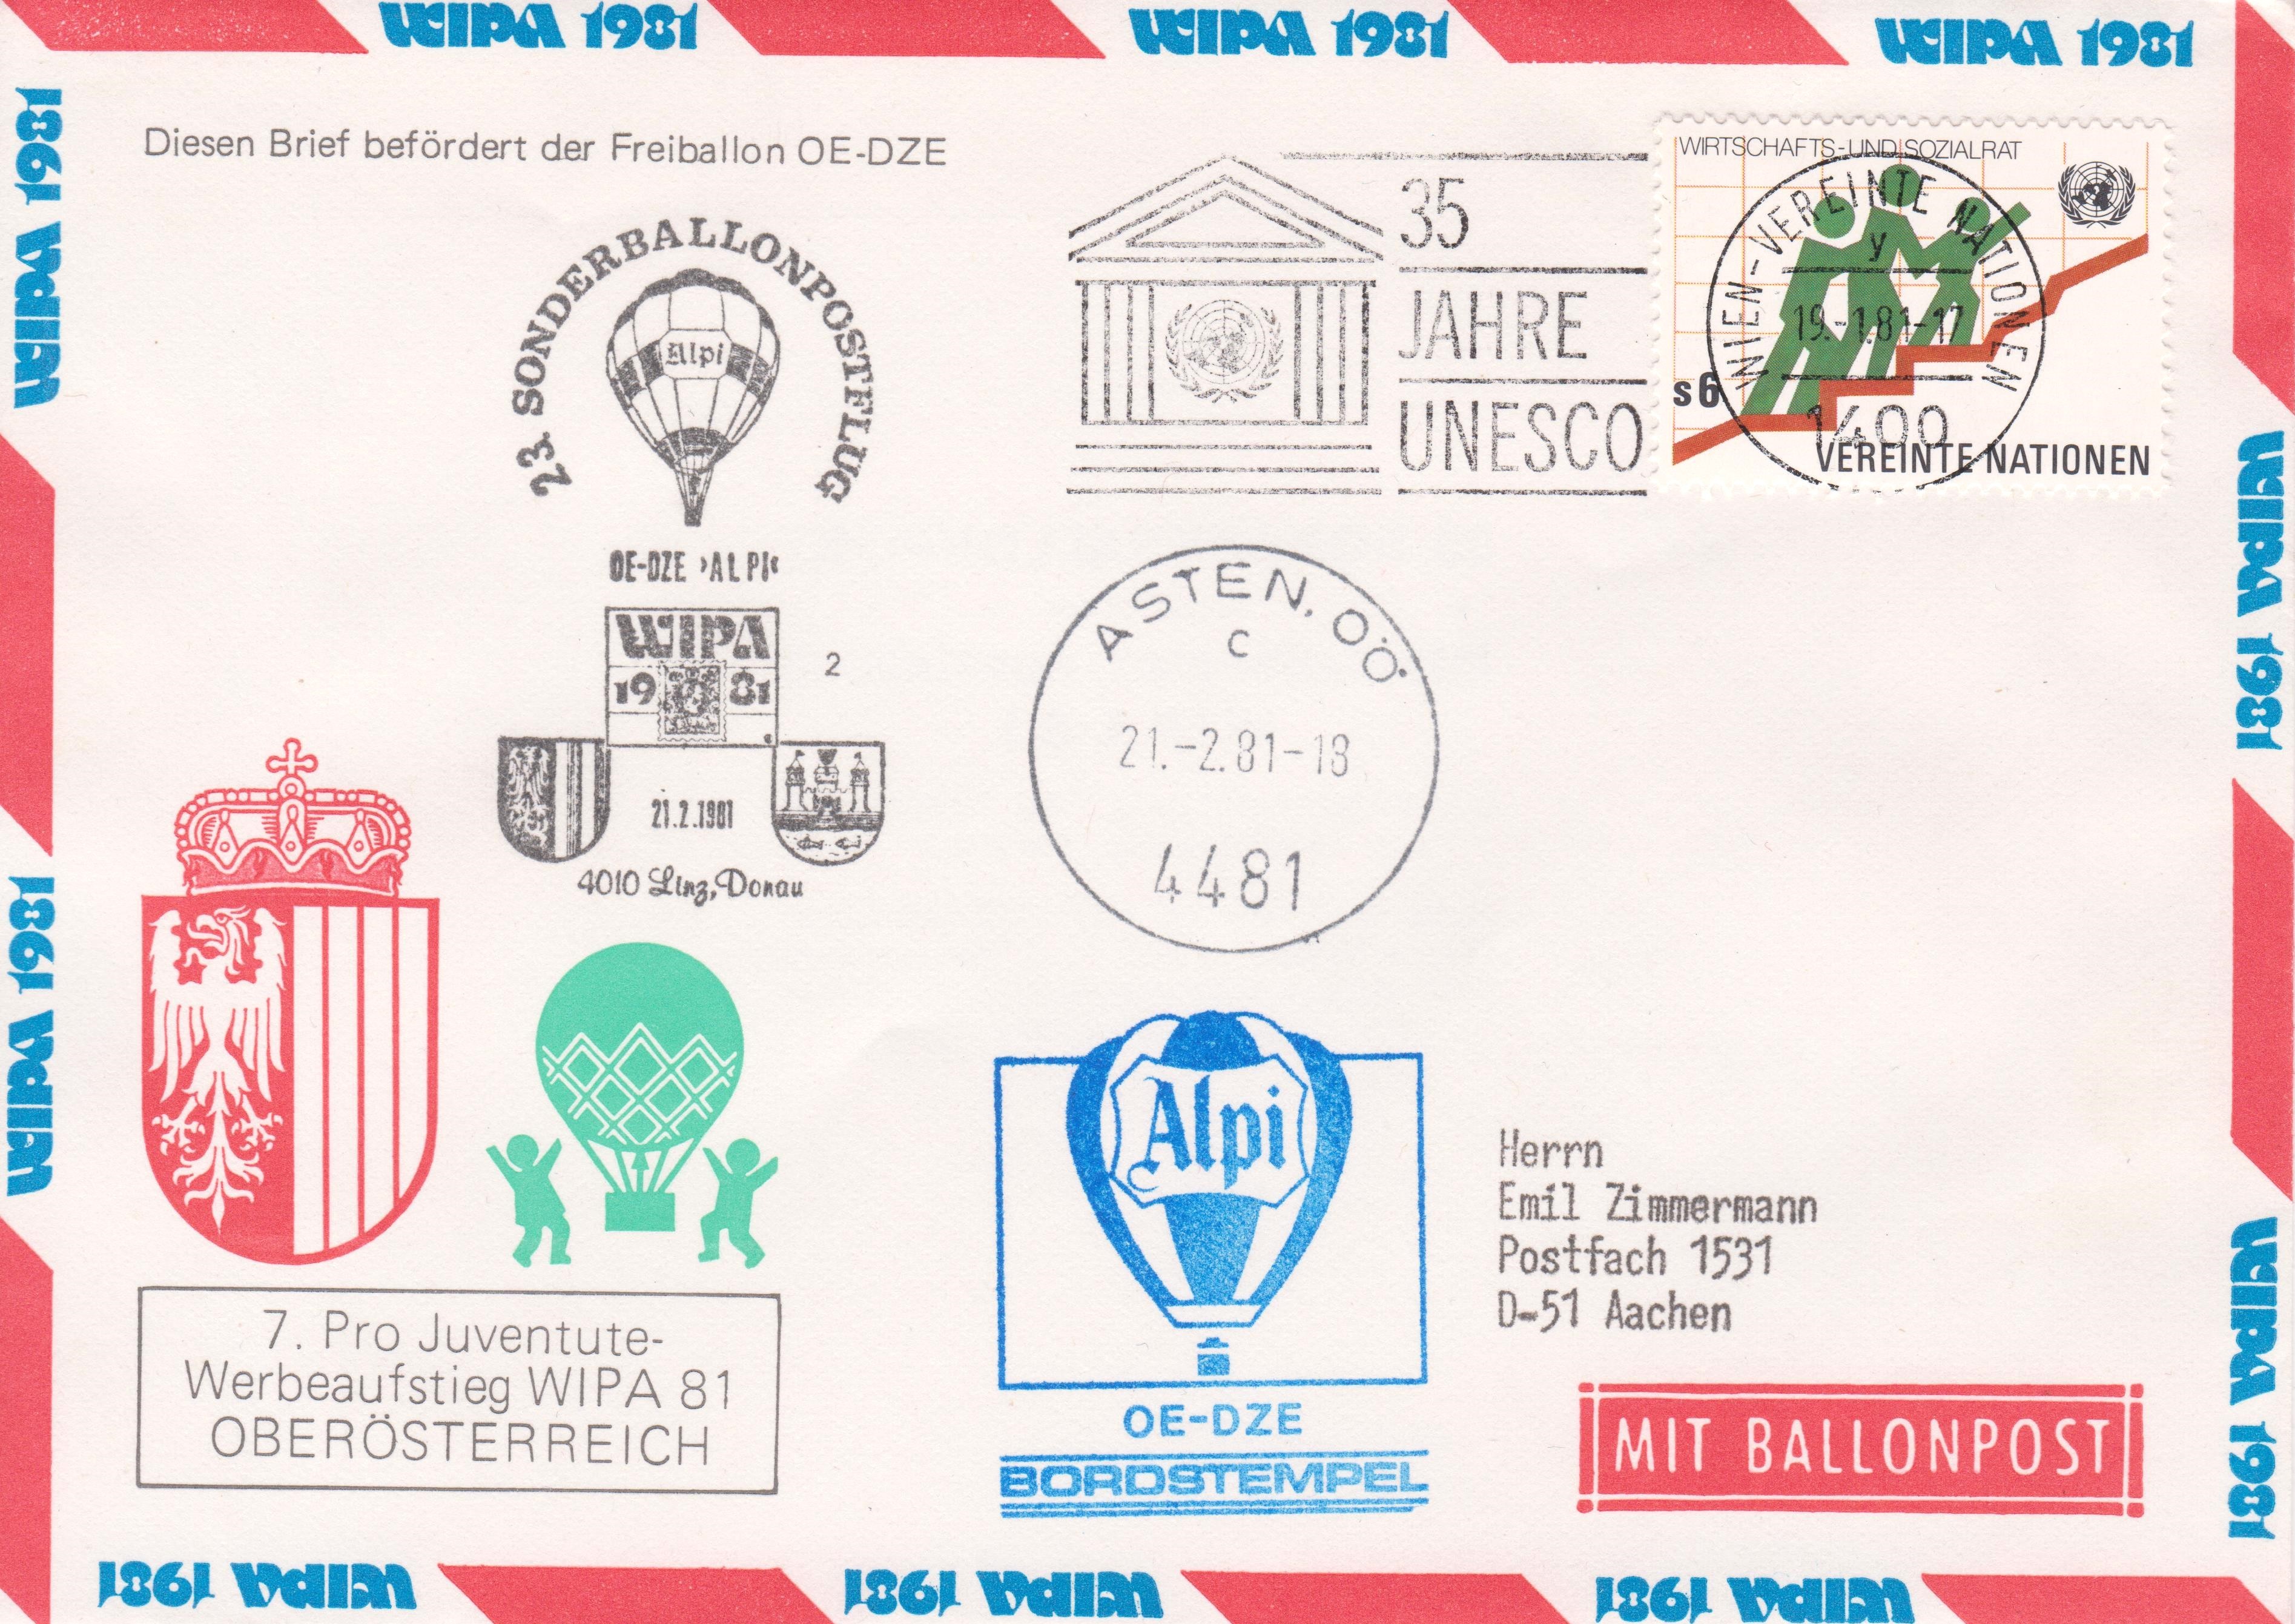 WIPA 1981
WIPA 1981
WIPA 1981
WIPA 1981
WIPA 1981
Diesen Brief befördert der Freiballon OE-DZE
23. SONDERBALLONPOSTFLUG
Alpi
OE-DZE ›ALPI‹
WIPA
1981
2
21.2.1981
4010 Linz, Donau
35
JAHRE
UNESCO
WIRTSCHAFTS-UND SOZIALRAT
s6
VEREINTE NATIONEN
WIEN-VEREINTE NATIONEN
y
19.-1.81-17
1400
ASTEN, OÖ.
c
21.-2.81-18
4481
7. Pro Juventute-
Werbeaufstieg WIPA 81
OBERÖSTERREICH
Alpi
OE-DZE
BORDSTEMPEL
Herrn
Emil Zimmermann
Postfach 1531
D-51 Aachen
MIT BALLONPOST
WIPA 1981
WIPA 1981
WIPA 1981
WIPA 1981
WIPA 1981